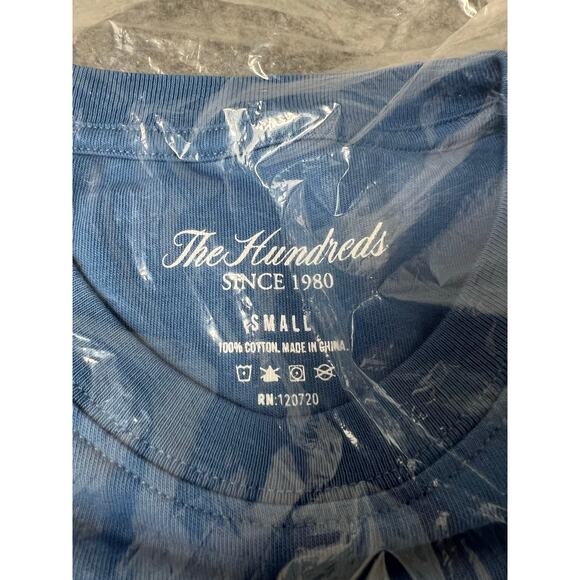 The Hundreds
SINCE 1980
SMALL
100% COTTON. MADE IN CHINA.
RN:120720